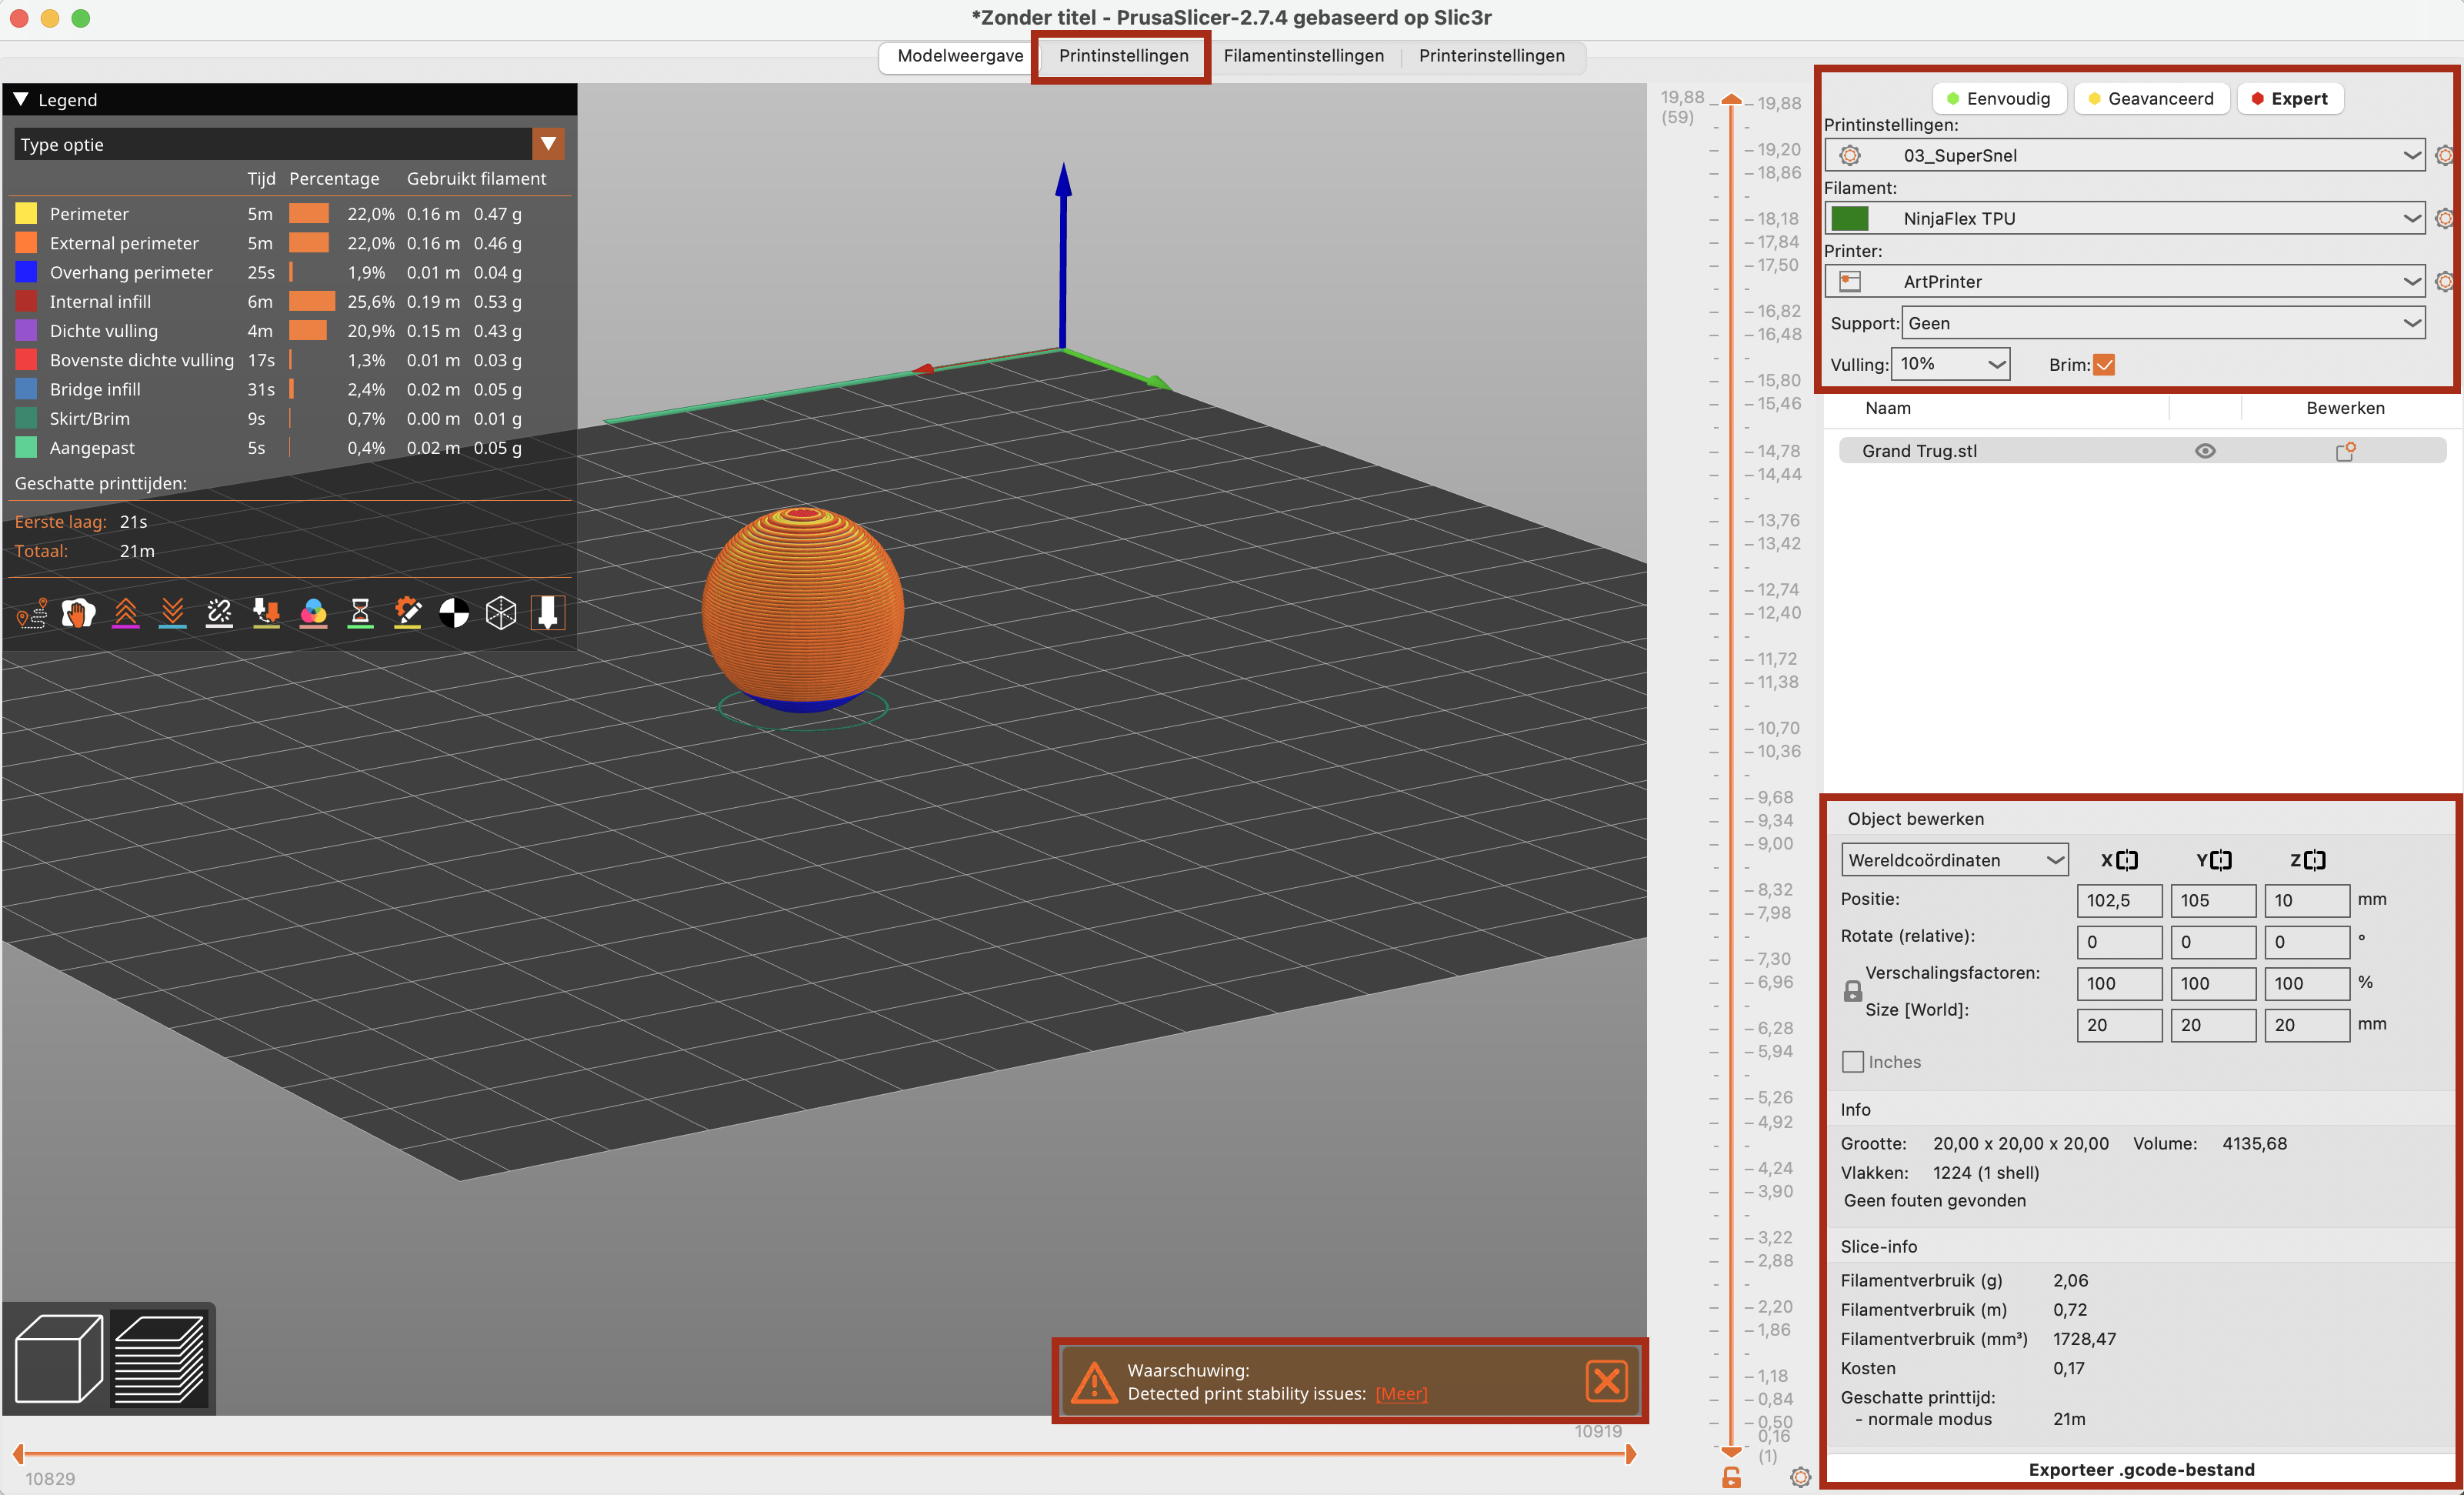 *Zonder titel - PrusaSlicer-2.7.4 gebaseerd op Slic3r
Modelweergave Printinstellingen Filamentinstellingen Printerinstellingen
Legend
Type optie
Tijd Percentage Gebruikt filament
Perimeter 5m 22,0% 0.16 m 0.47 g
External perimeter 5m 22,0% 0.16 m 0.46 g
Overhang perimeter 25s 1,9% 0.01 m 0.04 g
Internal infill 6m 25,6% 0.19 m 0.53 g
Dichte vulling 4m 20,9% 0.15 m 0.43 g
Bovenste dichte vulling 17s 1,3% 0.01 m 0.03 g
Bridge infill 31s 2,4% 0.02 m 0.05 g
Skirt/Brim 9s 0,7% 0.00 m 0.01 g
Aangepast 5s 0,4% 0.02 m 0.05 g
Geschatte printtijden:
Eerste laag: 21s
Totaal: 21m
Waarschuwing:
Detected print stability issues: [Meer]
10919
10829
19,88
(59)
19,88
19,20
18,86
18,18
17,84
17,50
16,82
16,48
15,80
15,46
14,78
14,44
13,76
13,42
12,74
12,40
11,72
11,38
10,70
10,36
9,68
9,34
9,00
8,32
7,98
7,30
6,96
6,28
5,94
5,26
4,92
4,24
3,90
3,22
2,88
2,20
1,86
1,18
0,84
0,50
0,16
(1)
Eenvoudig Geavanceerd Expert
Printinstellingen:
03_SuperSnel
Filament:
NinjaFlex TPU
Printer:
ArtPrinter
Support: Geen
Vulling: 10% Brim:
Naam Bewerken
Grand Trug.stl
Object bewerken
Wereldcoördinaten X Y Z
Positie: 102,5 105 10 mm
Rotate (relative): 0 0 0 °
Verschalingsfactoren: 100 100 100 %
Size [World]: 20 20 20 mm
Inches
Info
Grootte: 20,00 x 20,00 x 20,00 Volume: 4135,68
Vlakken: 1224 (1 shell)
Geen fouten gevonden
Slice-info
Filamentverbruik (g) 2,06
Filamentverbruik (m) 0,72
Filamentverbruik (mm³) 1728,47
Kosten 0,17
Geschatte printtijd:
- normale modus 21m
Exporteer .gcode-bestand